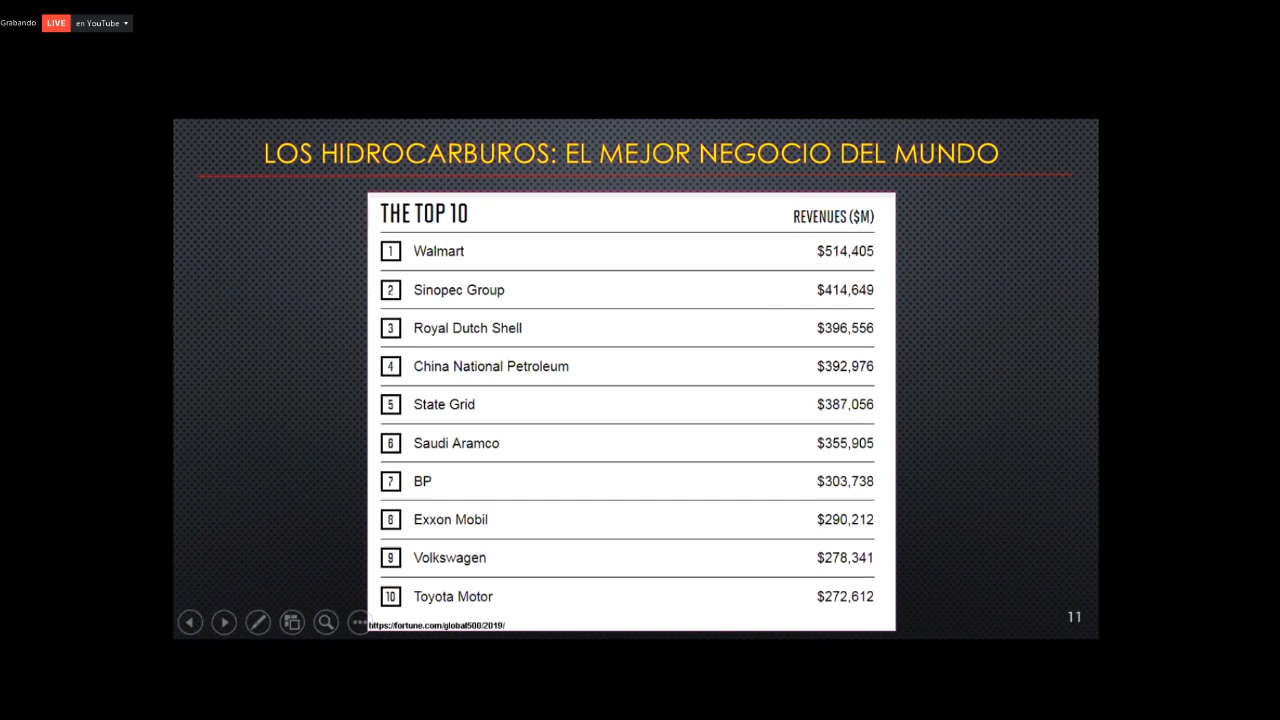 Grabando LIVE en YouTube
LOS HIDROCARBUROS: EL MEJOR NEGOCIO DEL MUNDO
THE TOP 10 REVENUES ($M)
1 Walmart $514,405
2 Sinopec Group $414,649
3 Royal Dutch Shell $396,556
4 China National Petroleum $392,976
5 State Grid $387,056
6 Saudi Aramco $355,905
7 BP $303,738
8 Exxon Mobil $290,212
9 Volkswagen $278,341
10 Toyota Motor $272,612
https://fortune.com/global500/2019/
11